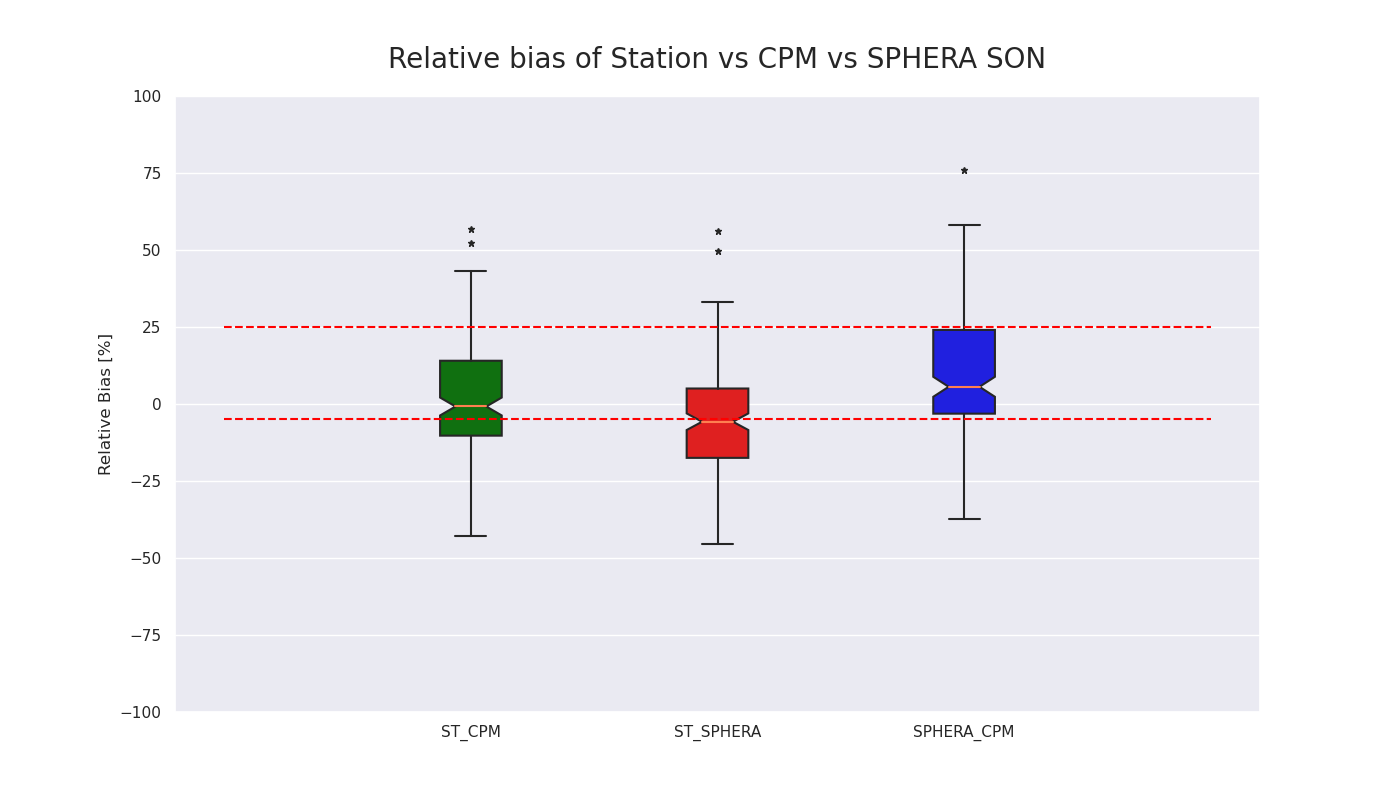 Relative bias of Station vs CPM vs SPHERA SON
100
75
50
25
0
−25
−50
−75
−100
Relative Bias [%]
ST_CPM
ST_SPHERA
SPHERA_CPM